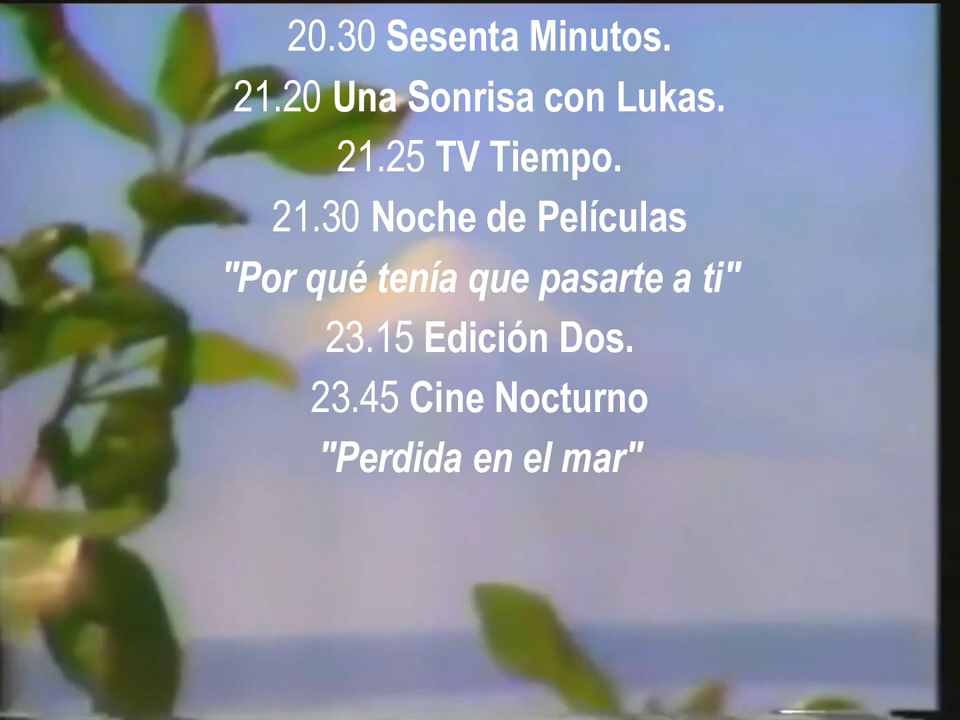 20.30 Sesenta Minutos.
21.20 Una Sonrisa con Lukas.
21.25 TV Tiempo.
21.30 Noche de Películas
"Por qué tenía que pasarte a ti"
23.15 Edición Dos.
23.45 Cine Nocturno
"Perdida en el mar"